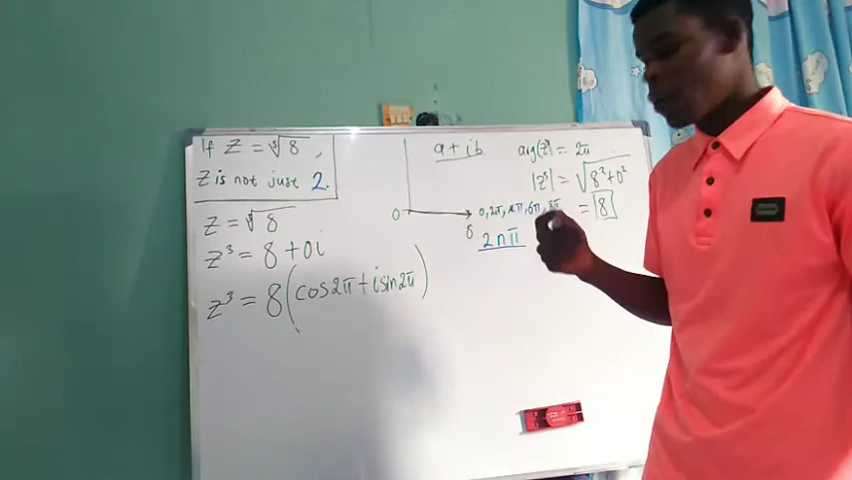 If z = ∛8,
z is not just 2.
z = ∛8
z³ = 8 + 0i
z³ = 8(cos2π + isin2π)
a + ib
0
8
0, 2π, 4π, 6π, 8π
2nπ
arg(z³) = 2π
|z³| = √8² + 0²
= 8